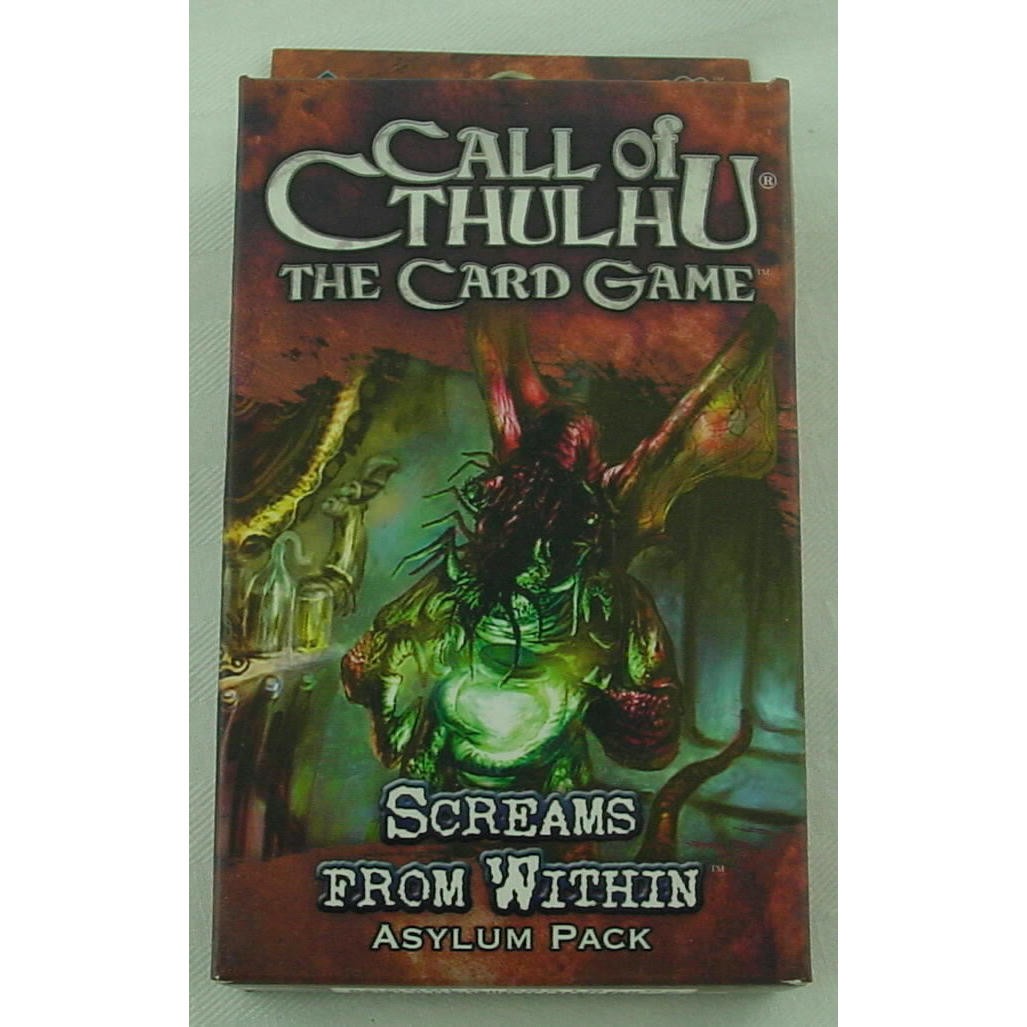 CALL of
CTHULHU®
THE CARD GAME™
SCREAMS
FROM WITHIN™
ASYLUM PACK